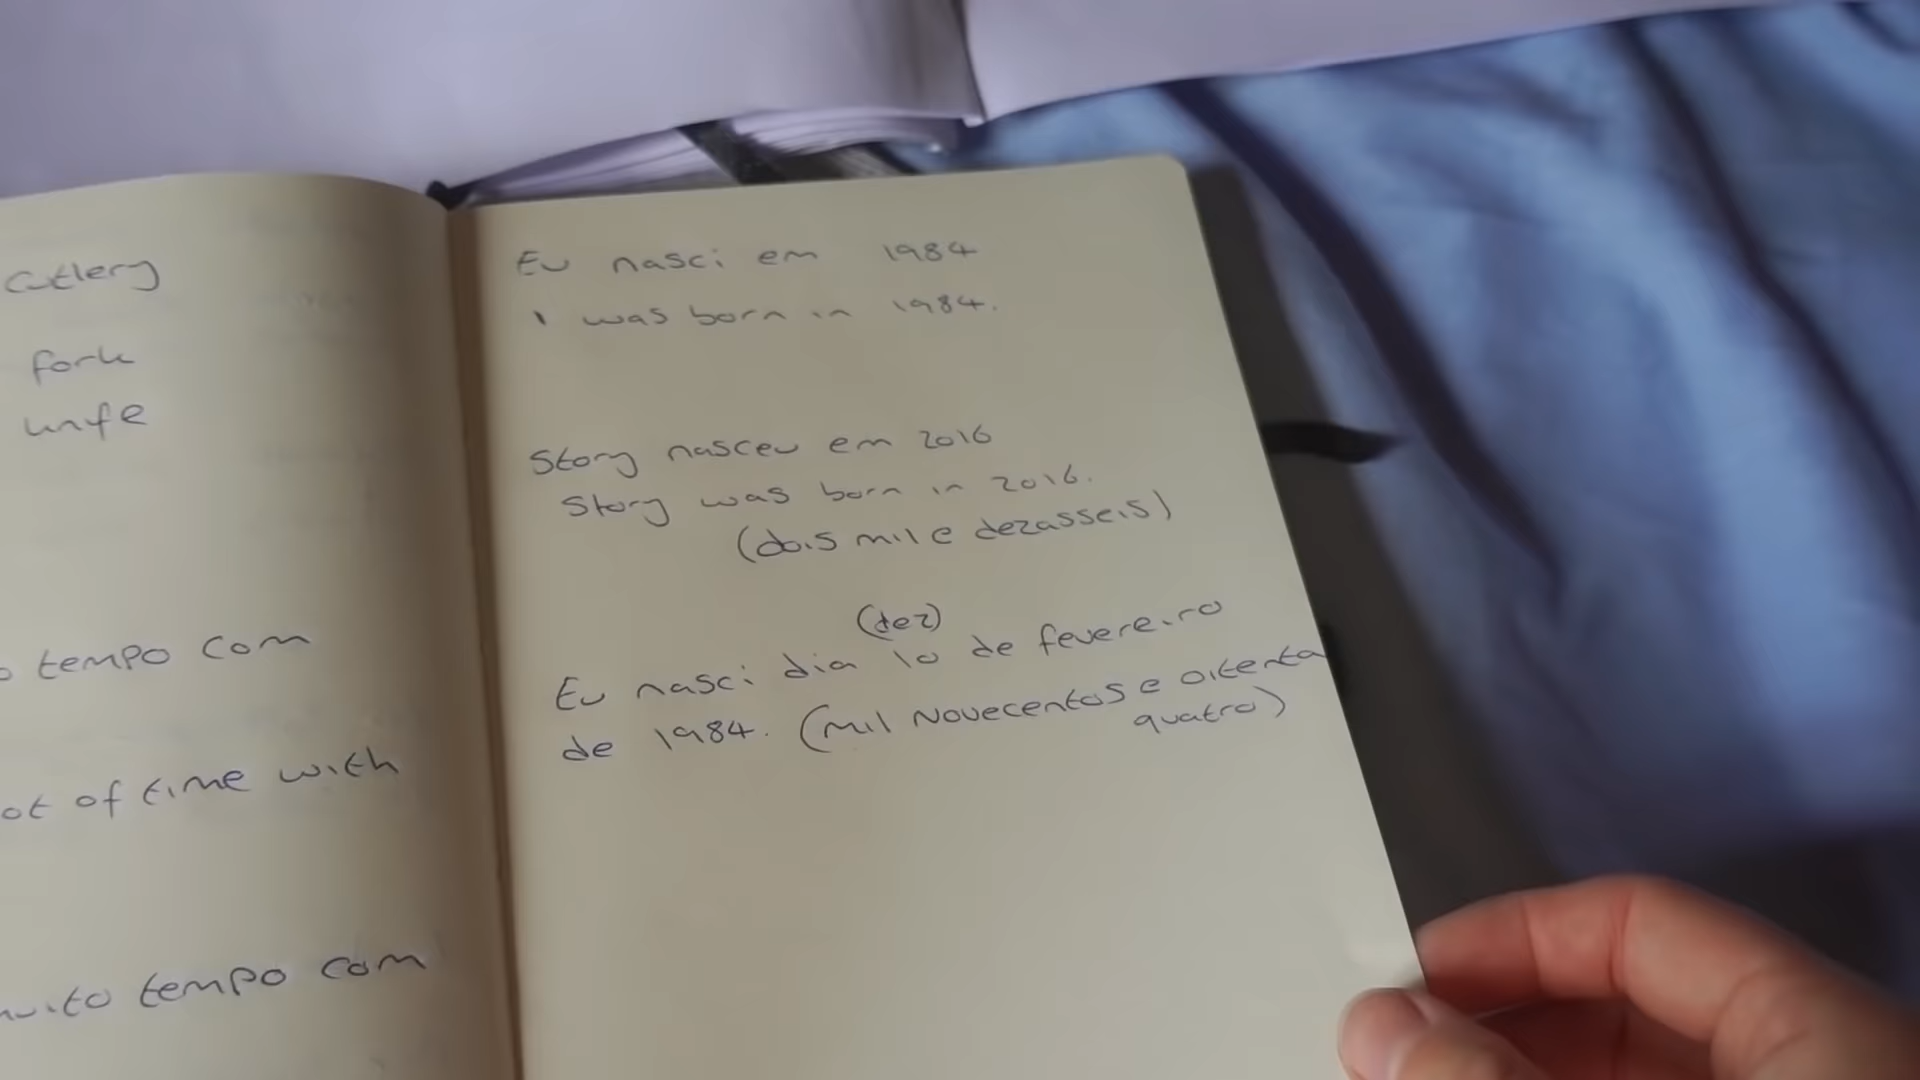 Cutlery
fork
knife
tempo com
ot of time with
muito tempo com
Eu nasci em 1984
I was born in 1984.
Story nasceu em 2016
Story was born in 2016.
(dois mil e dezasseis)
(dez)
Eu nasci dia 10 de fevereiro
de 1984. (mil novecentos e oitenta
quatro)